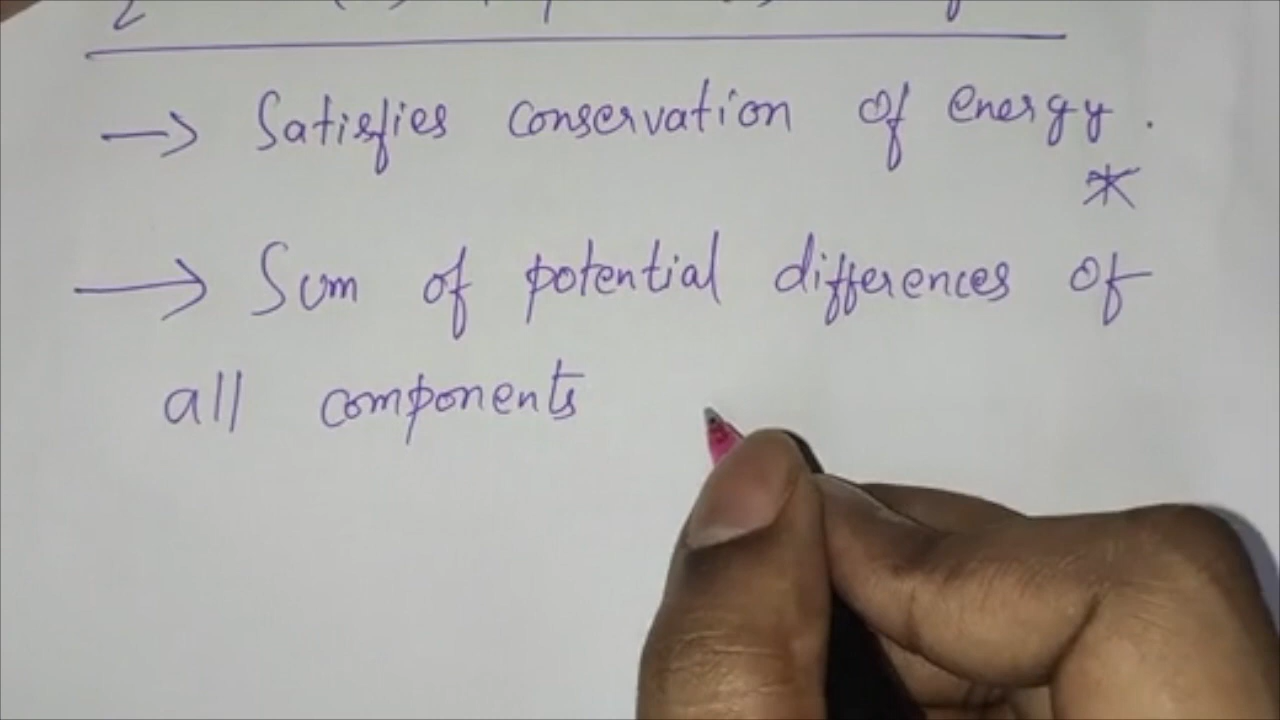 → Satisfies conservation of energy .
*
→ Sum of potential differences of
all components